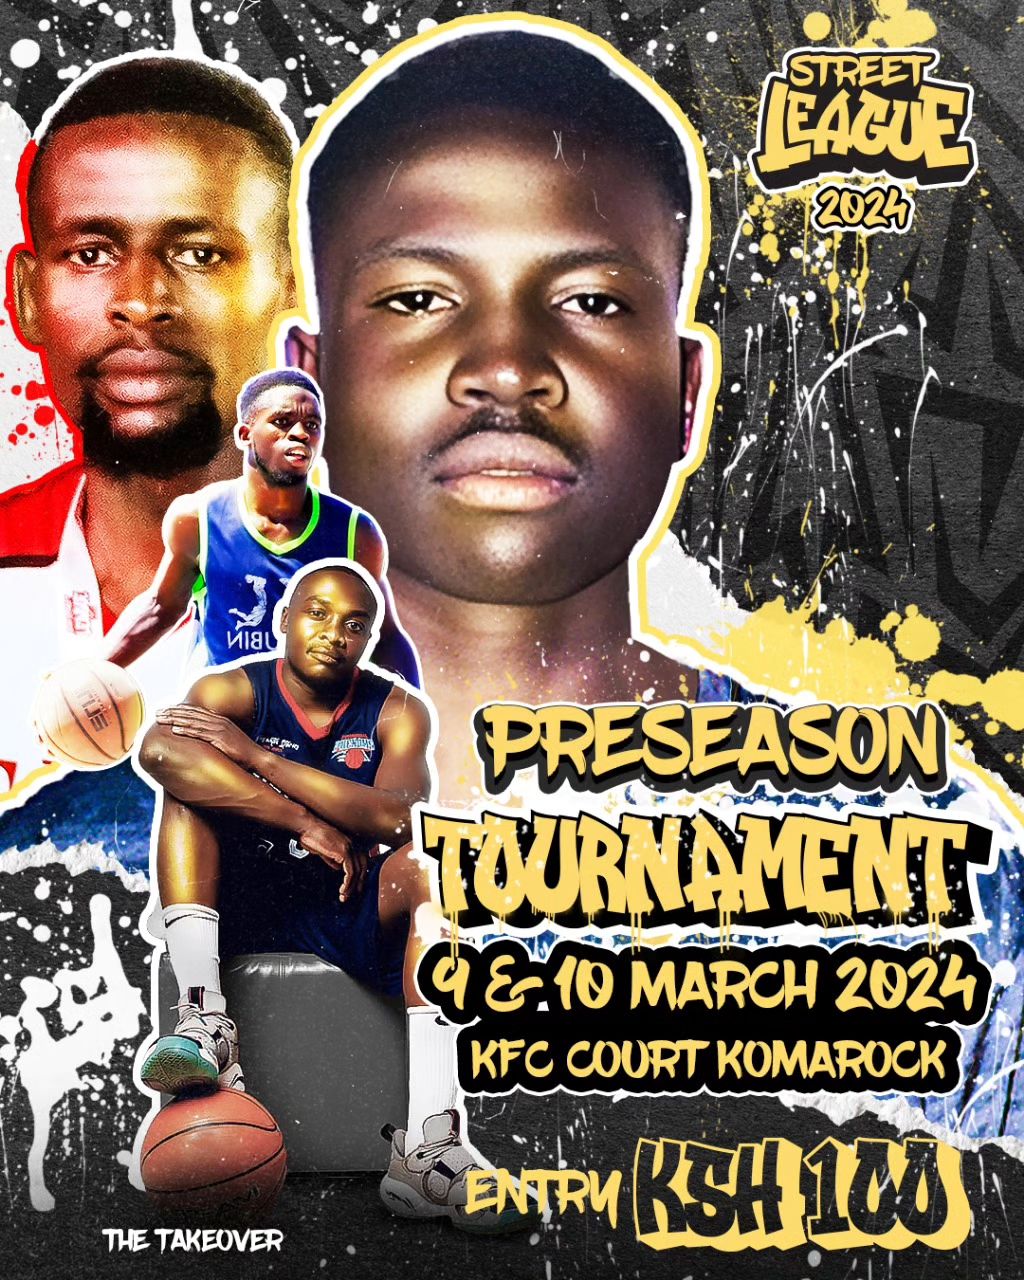 STREET
LEAGUE
2024
PRESEASON
TOURNAMENT
9 & 10 MARCH 2024
KFC COURT KOMAROCK
ENTRY KSH 100
THE TAKEOVER